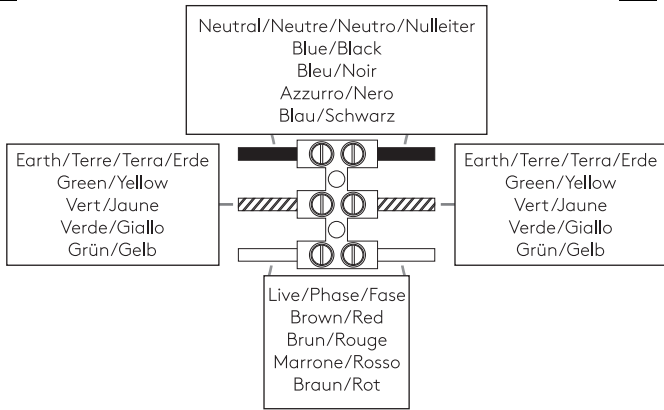 Neutral/Neutre/Neutro/Nulleiter
Blue/Black
Bleu/Noir
Azzurro/Nero
Blau/Schwarz
Earth/Terre/Terra/Erde
Green/Yellow
Vert/Jaune
Verde/Giallo
Grün/Gelb
Earth/Terre/Terra/Erde
Green/Yellow
Vert/Jaune
Verde/Giallo
Grün/Gelb
Live/Phase/Fase
Brown/Red
Brun/Rouge
Marrone/Rosso
Braun/Rot